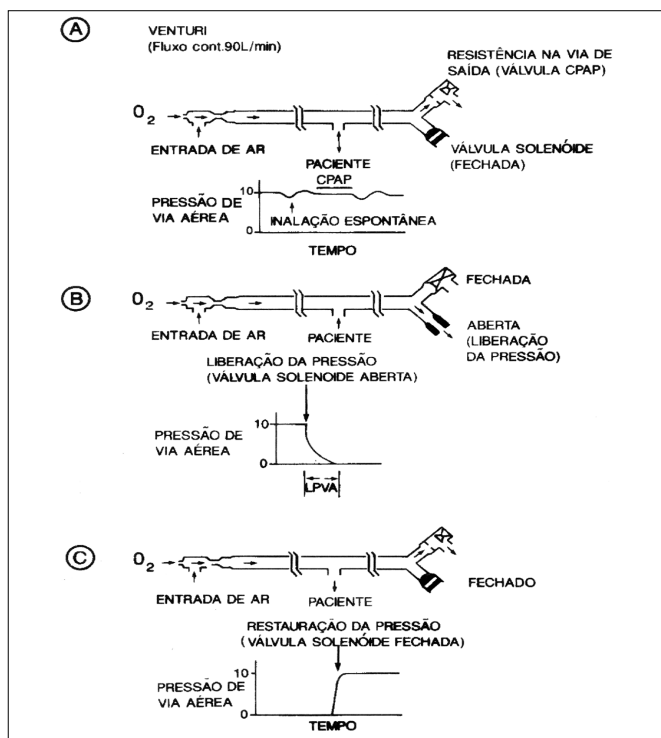 A
VENTURI
(Fluxo cont.90L/min)
RESISTÊNCIA NA VIA DE
SAÍDA (VÁLVULA CPAP)
O2
ENTRADA DE AR
PACIENTE
VÁLVULA SOLENÓIDE
(FECHADA)
CPAP
PRESSÃO DE
VIA AÉREA
10
0
INALAÇÃO ESPONTÂNEA
TEMPO
B
FECHADA
O2
ENTRADA DE AR
PACIENTE
ABERTA
(LIBERAÇÃO
DA PRESSÃO)
LIBERAÇÃO DA PRESSÃO
(VÁLVULA SOLENOIDE ABERTA)
PRESSÃO DE
VIA AÉREA
10
0
LPVA
C
O2
ENTRADA DE AR
PACIENTE
FECHADO
RESTAURAÇÃO DA PRESSÃO
(VÁLVULA SOLENÓIDE FECHADA)
PRESSÃO DE
VIA AÉREA
10
0
TEMPO